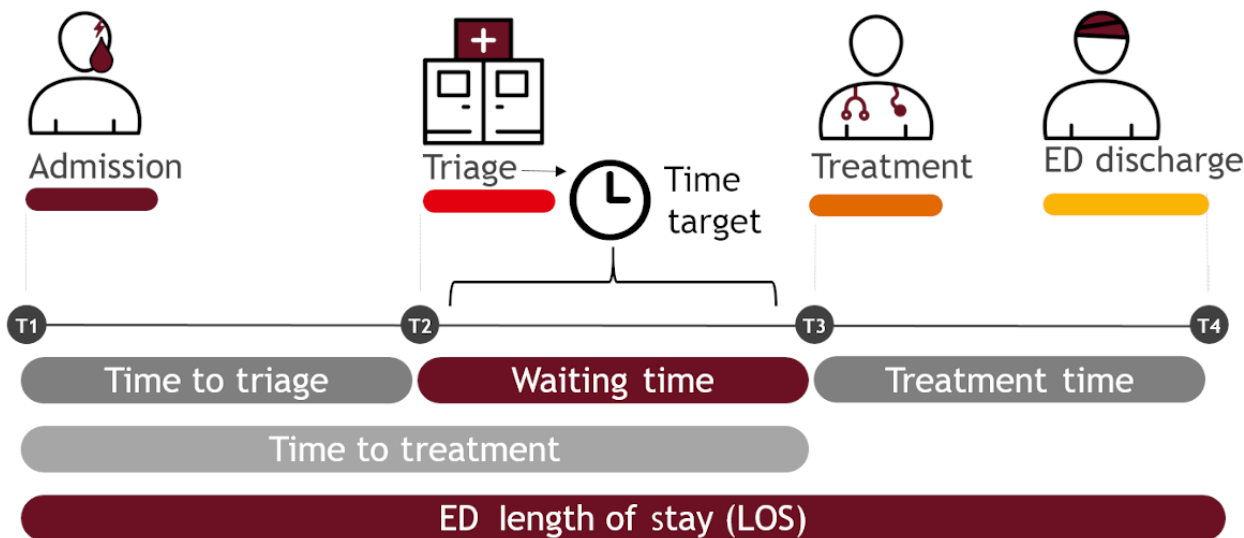 Admission
Triage
Time
target
Treatment
ED discharge
T1
T2
T3
T4
Time to triage
Waiting time
Treatment time
Time to treatment
ED length of stay (LOS)